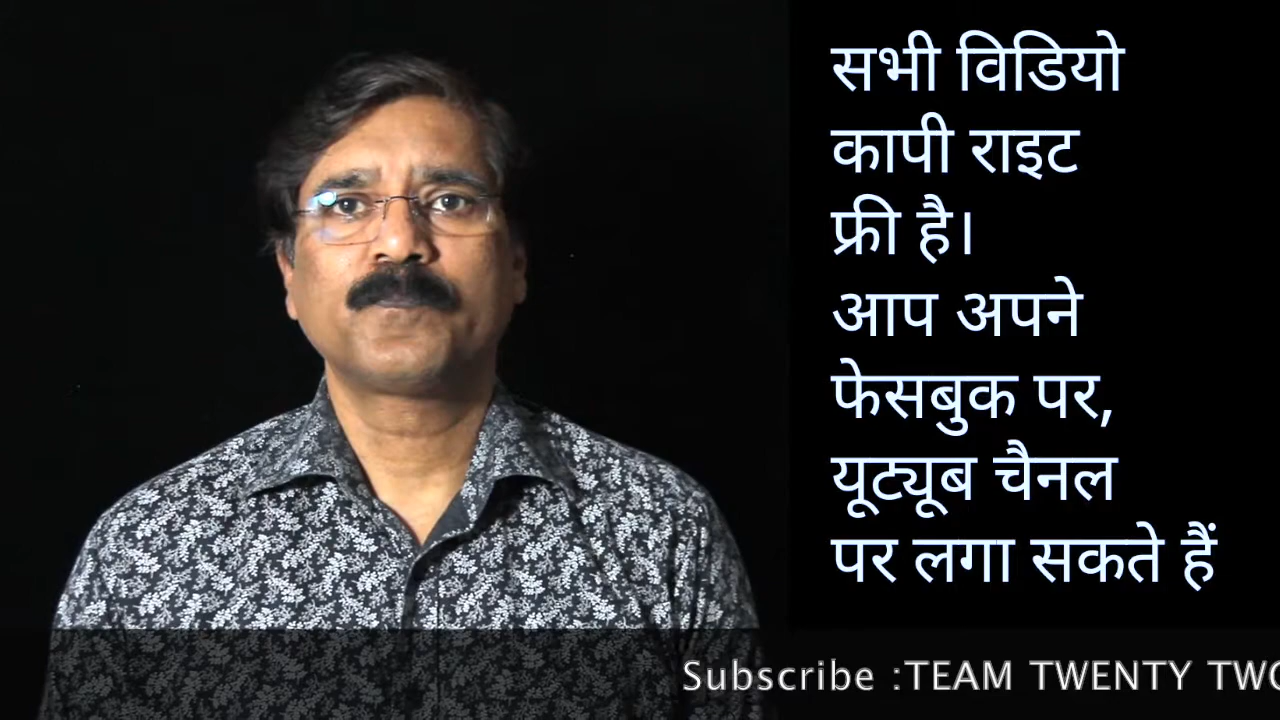 सभी विडियो
कापी राइट
फ्री है।
आप अपने
फेसबुक पर,
यूट्यूब चैनल
पर लगा सकते हैं
Subscribe :TEAM TWENTY TWO